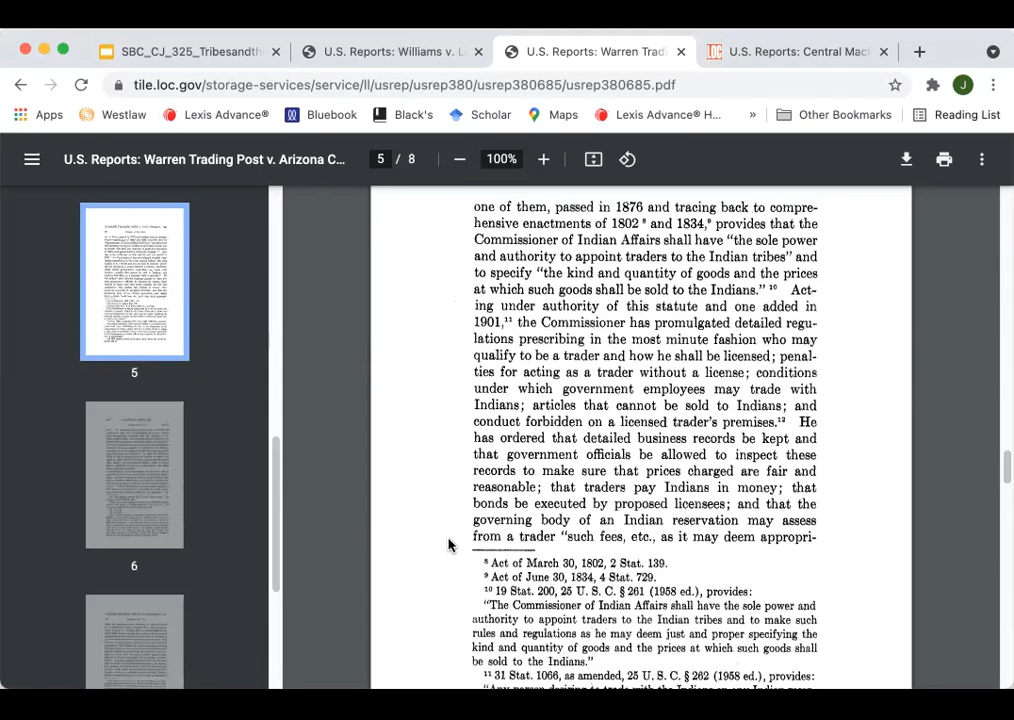 SBC_CJ_325_Tribesandth
U.S. Reports: Williams v. L
U.S. Reports: Warren Tradi
LOC
U.S. Reports: Central Mac
tile.loc.gov/storage-services/service/ll/usrep/usrep380/usrep380685/usrep380685.pdf
J
Apps
Westlaw
Lexis Advance®
Bluebook
Black's
Scholar
Maps
Lexis Advance® H...
»
Other Bookmarks
Reading List
U.S. Reports: Warren Trading Post v. Arizona C...
5 / 8
100%
5
6
one of them, passed in 1876 and tracing back to compre-
hensive enactments of 1802 ⁸ and 1834,⁹ provides that the
Commissioner of Indian Affairs shall have "the sole power
and authority to appoint traders to the Indian tribes" and
to specify "the kind and quantity of goods and the prices
at which such goods shall be sold to the Indians." ¹⁰ Act-
ing under authority of this statute and one added in
1901,¹¹ the Commissioner has promulgated detailed regu-
lations prescribing in the most minute fashion who may
qualify to be a trader and how he shall be licensed; penal-
ties for acting as a trader without a license; conditions
under which government employees may trade with
Indians; articles that cannot be sold to Indians; and
conduct forbidden on a licensed trader's premises.¹² He
has ordered that detailed business records be kept and
that government officials be allowed to inspect these
records to make sure that prices charged are fair and
reasonable; that traders pay Indians in money; that
bonds be executed by proposed licensees; and that the
governing body of an Indian reservation may assess
from a trader "such fees, etc., as it may deem appropri-
⁸ Act of March 30, 1802, 2 Stat. 139.
⁹ Act of June 30, 1834, 4 Stat. 729.
¹⁰ 19 Stat. 200, 25 U. S. C. § 261 (1958 ed.), provides:
"The Commissioner of Indian Affairs shall have the sole power and
authority to appoint traders to the Indian tribes and to make such
rules and regulations as he may deem just and proper specifying the
kind and quantity of goods and the prices at which such goods shall
be sold to the Indians."
¹¹ 31 Stat. 1066, as amended, 25 U. S. C. § 262 (1958 ed.), provides: